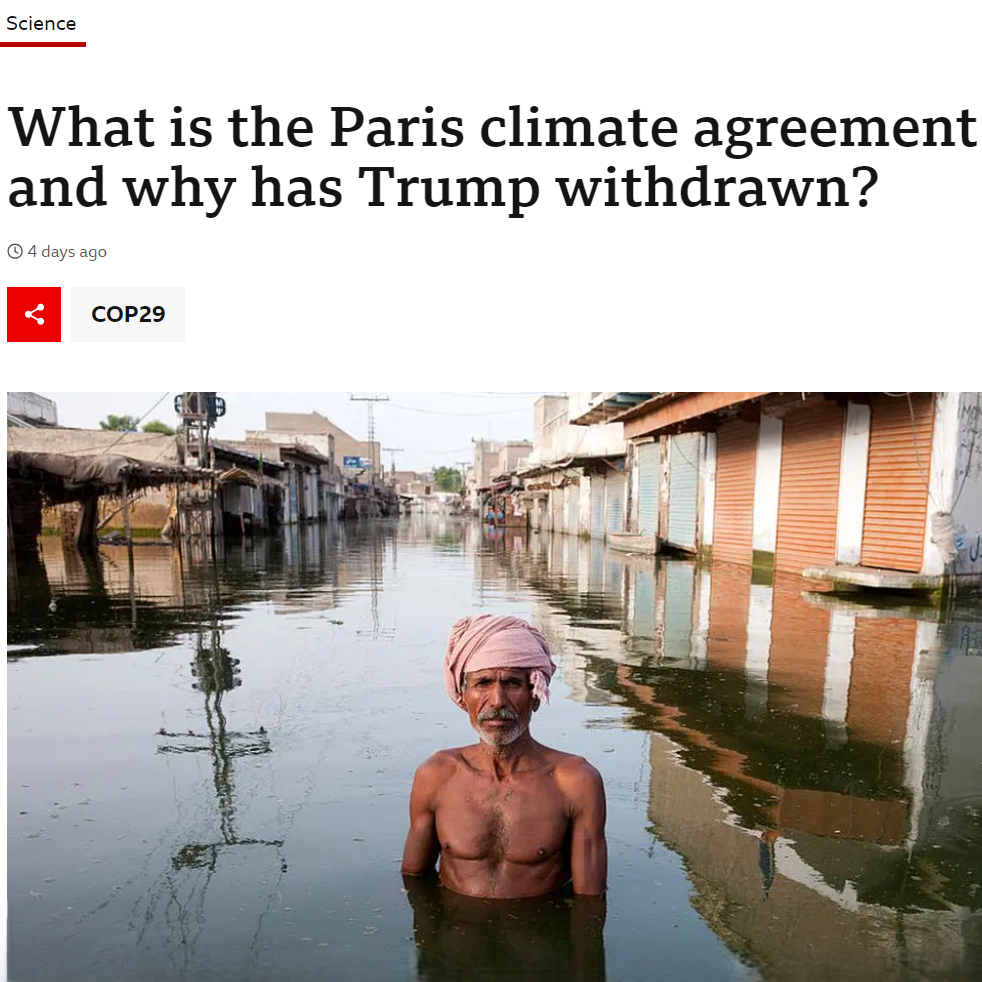 Science
What is the Paris climate agreement
and why has Trump withdrawn?
4 days ago
COP29